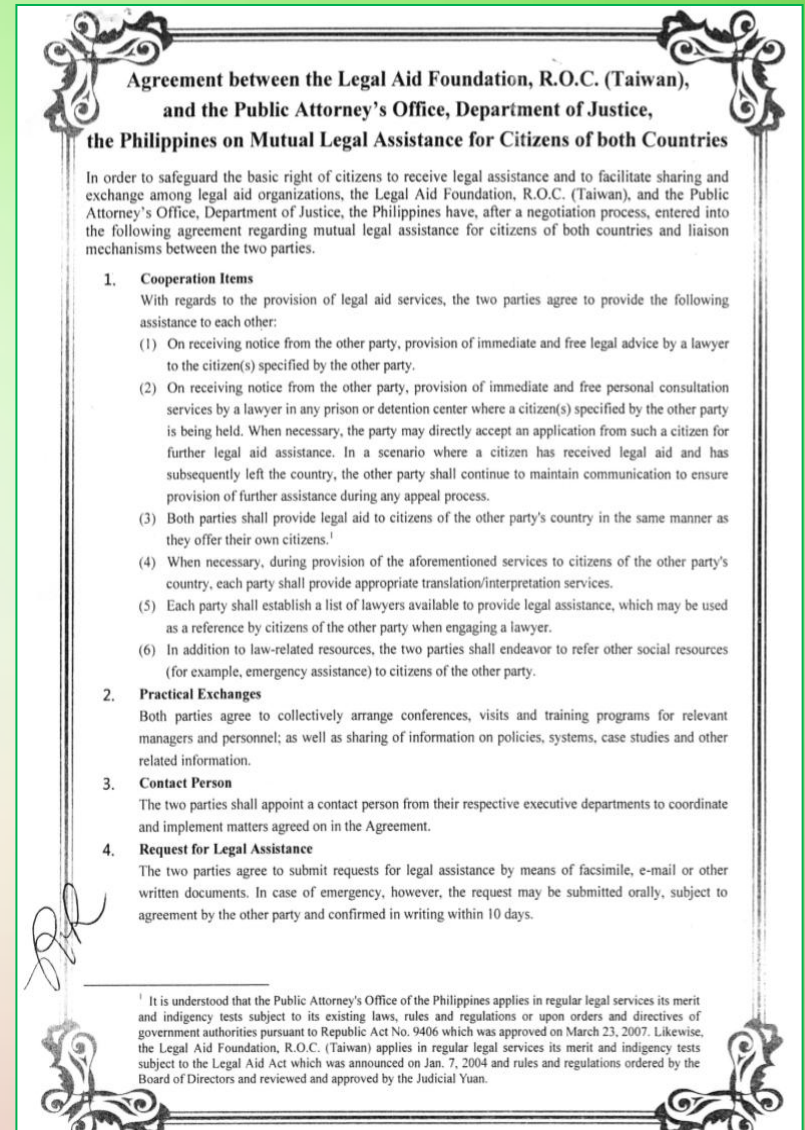 Agreement between the Legal Aid Foundation, R.O.C. (Taiwan),
and the Public Attorney's Office, Department of Justice,
the Philippines on Mutual Legal Assistance for Citizens of both Countries
In order to safeguard the basic right of citizens to receive legal assistance and to facilitate sharing and
exchange among legal aid organizations, the Legal Aid Foundation, R.O.C. (Taiwan), and the Public
Attorney's Office, Department of Justice, the Philippines have, after a negotiation process, entered into
the following agreement regarding mutual legal assistance for citizens of both countries and liaison
mechanisms between the two parties.
1. Cooperation Items
With regards to the provision of legal aid services, the two parties agree to provide the following
assistance to each other:
(1) On receiving notice from the other party, provision of immediate and free legal advice by a lawyer
to the citizen(s) specified by the other party.
(2) On receiving notice from the other party, provision of immediate and free personal consultation
services by a lawyer in any prison or detention center where a citizen(s) specified by the other party
is being held. When necessary, the party may directly accept an application from such a citizen for
further legal aid assistance. In a scenario where a citizen has received legal aid and has
subsequently left the country, the other party shall continue to maintain communication to ensure
provision of further assistance during any appeal process.
(3) Both parties shall provide legal aid to citizens of the other party's country in the same manner as
they offer their own citizens.¹
(4) When necessary, during provision of the aforementioned services to citizens of the other party's
country, each party shall provide appropriate translation/interpretation services.
(5) Each party shall establish a list of lawyers available to provide legal assistance, which may be used
as a reference by citizens of the other party when engaging a lawyer.
(6) In addition to law-related resources, the two parties shall endeavor to refer other social resources
(for example, emergency assistance) to citizens of the other party.
2. Practical Exchanges
Both parties agree to collectively arrange conferences, visits and training programs for relevant
managers and personnel; as well as sharing of information on policies, systems, case studies and other
related information.
3. Contact Person
The two parties shall appoint a contact person from their respective executive departments to coordinate
and implement matters agreed on in the Agreement.
4. Request for Legal Assistance
The two parties agree to submit requests for legal assistance by means of facsimile, e-mail or other
written documents. In case of emergency, however, the request may be submitted orally, subject to
agreement by the other party and confirmed in writing within 10 days.
¹ It is understood that the Public Attorney's Office of the Philippines applies in regular legal services its merit
and indigency tests subject to its existing laws, rules and regulations or upon orders and directives of
government authorities pursuant to Republic Act No. 9406 which was approved on March 23, 2007. Likewise,
the Legal Aid Foundation, R.O.C. (Taiwan) applies in regular legal services its merit and indigency tests
subject to the Legal Aid Act which was announced on Jan. 7, 2004 and rules and regulations ordered by the
Board of Directors and reviewed and approved by the Judicial Yuan.